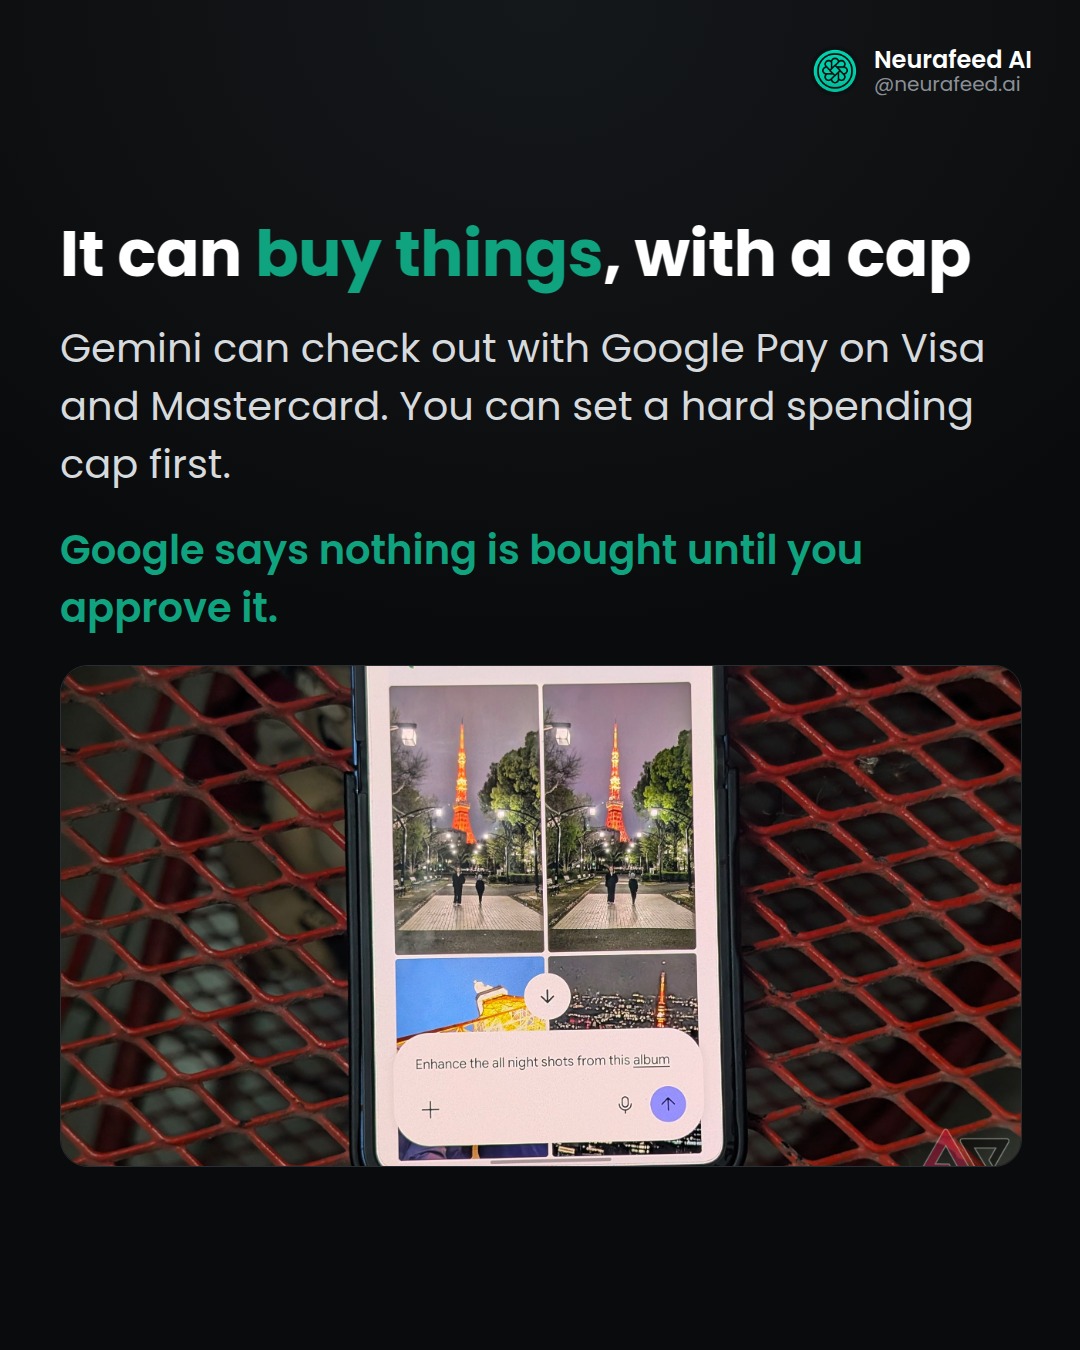 Neurafeed AI
@neurafeed.ai
It can buy things, with a cap
Gemini can check out with Google Pay on Visa
and Mastercard. You can set a hard spending
cap first.
Google says nothing is bought until you
approve it.
Enhance the all night shots from this album